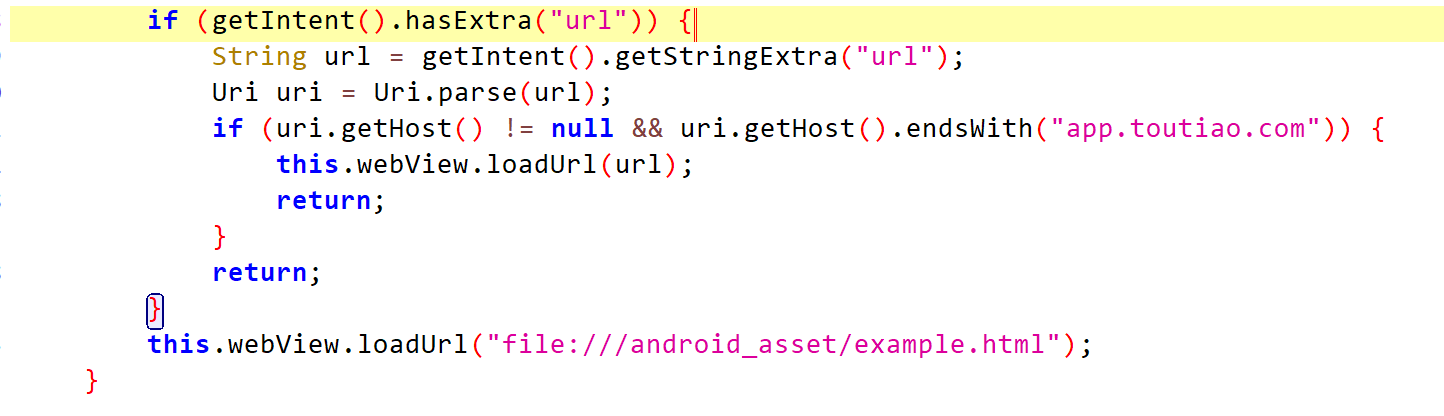 if (getIntent().hasExtra("url")) {
String url = getIntent().getStringExtra("url");
Uri uri = Uri.parse(url);
if (uri.getHost() != null && uri.getHost().endsWith("app.toutiao.com")) {
this.webView.loadUrl(url);
return;
}
return;
}
this.webView.loadUrl("file:///android_asset/example.html");
}